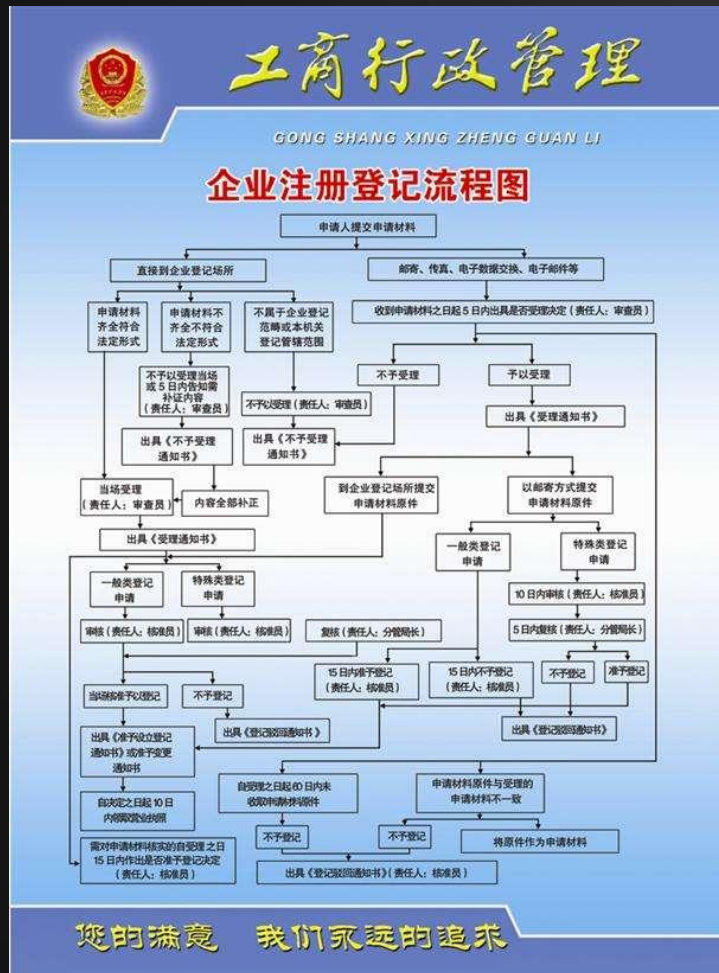 工商行政管理
GONG SHANG XING ZHENG GUAN LI
企业注册登记流程图
申请人提交申请材料
直接到企业登记场所
邮寄、传真、电子数据交换、电子邮件等
申请材料
齐全符合
法定形式
申请材料不
齐全不符合
法定形式
不属于企业登记
范畴或本机关
登记管辖范围
收到申请材料之日起5日内出具是否受理决定(责任人:审查员)
不予以受理当场
或5日内告知需
补证内容
(责任人:审查员)
不予以受理(责任人:审查员)
不予受理
予以受理
出具《受理通知书》
出具《不予受理
通知书》
出具《不予受理
通知书》
当场受理
(责任人:审查员)
内容全部补正
到企业登记场所提交
申请材料原件
以邮寄方式提交
申请材料原件
出具《受理通知书》
一般类登记
申请
特殊类登记
申请
一般类登记
申请
特殊类登记
申请
10日内审核(责任人:核准员)
审核(责任人:核准员)
审核(责任人:核准员)
复核(责任人:分管局长)
5日内复核(责任人:分管局长)
15日内准予登记
(责任人:核准员)
15日内不予登记
(责任人:核准员)
不予登记
准予登记
当场核准予以登记
不予登记
出具《登记驳回通知书》
出具《登记驳回通知书》
出具《准予设立登记
通知书》或准予变更
通知书
自决定之日起10日
内领取营业执照
自受理之日起60日内未
收取申请材料原件
申请材料原件与受理的
申请材料不一致
不予登记
不予登记
将原件作为申请材料
需对申请材料核实的自受理之日
15日内作出是否准予登记决定
(责任人:核准员)
出具《登记驳回通知书》(责任人:核准员)
您的满意 我们永远的追求